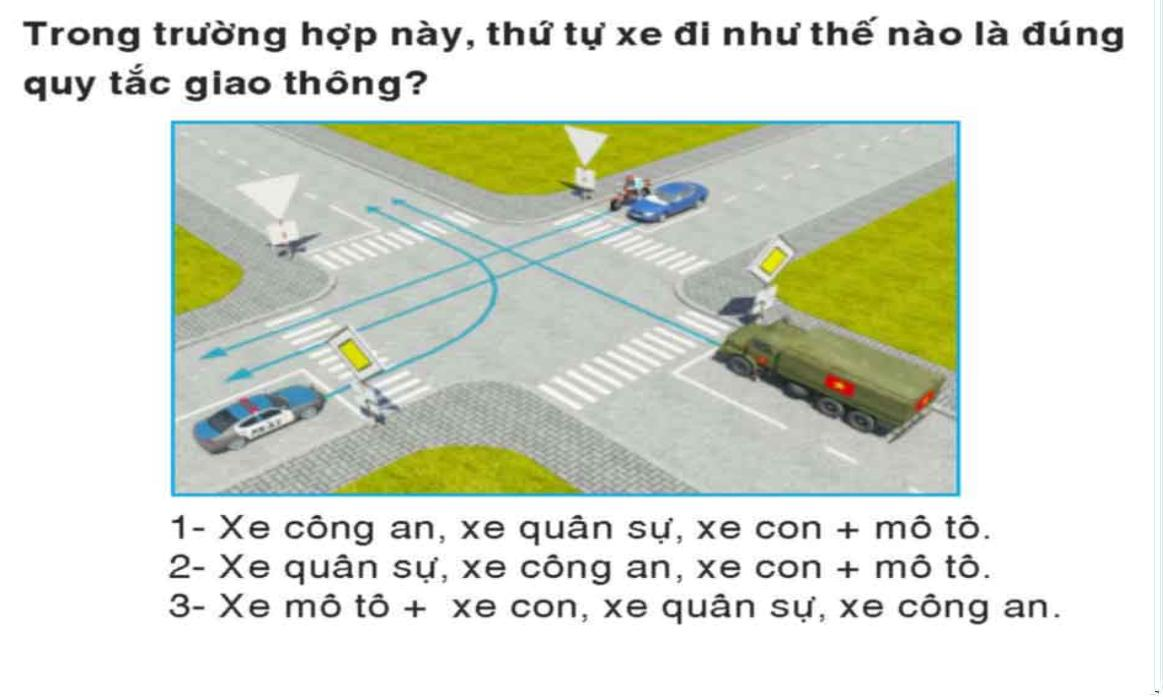 Trong trường hợp này, thứ tự xe đi như thế nào là đúng
quy tắc giao thông?
1- Xe công an, xe quân sự, xe con + mô tô.
2- Xe quân sự, xe công an, xe con + mô tô.
3- Xe mô tô + xe con, xe quân sự, xe công an.